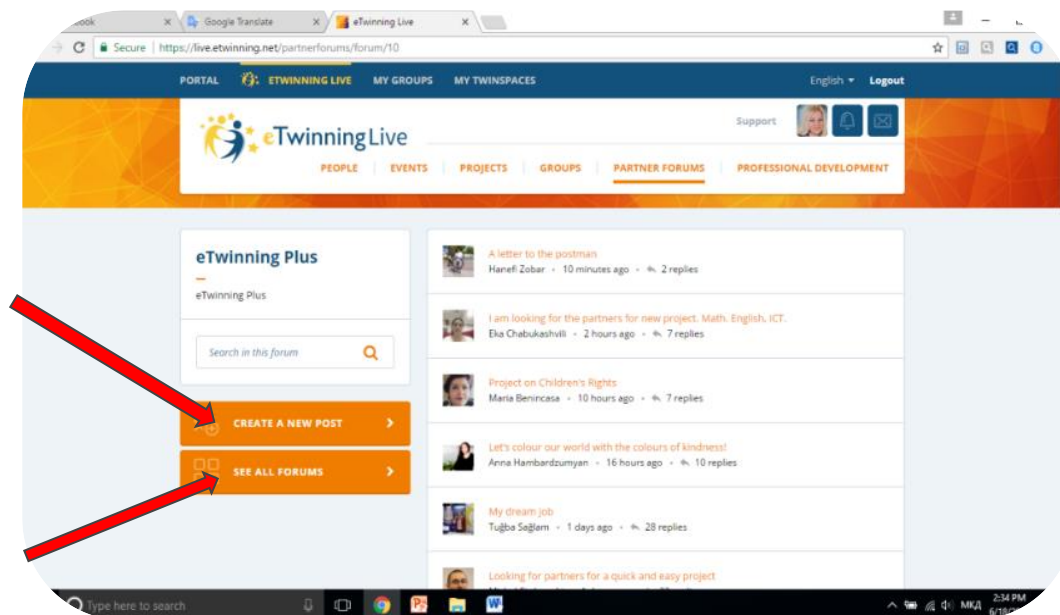 Google Translate
eTwinning Live
Secure | https://live.etwinning.net/partnerforums/forum/10
PORTAL ETWINNING LIVE MY GROUPS MY TWINSPACES English Logout
eTwinningLive
Support
PEOPLE EVENTS PROJECTS GROUPS PARTNER FORUMS PROFESSIONAL DEVELOPMENT
eTwinning Plus
eTwinning Plus
Search in this forum
CREATE A NEW POST
SEE ALL FORUMS
A letter to the postman
Hanefi Zobar 10 minutes ago 2 replies
I am looking for the partners for new project. Math. English, ICT.
Eka Chabukashvili 2 hours ago 7 replies
Project on Children's Rights
Maria Benincasa 10 hours ago 7 replies
Let's colour our world with the colours of kindness!
Anna Hambardzumyan 16 hours ago 10 replies
My dream job
Tuğba Sağlam 1 days ago 28 replies
Looking for partners for a quick and easy project
Type here to search
МКД
2:34 PM